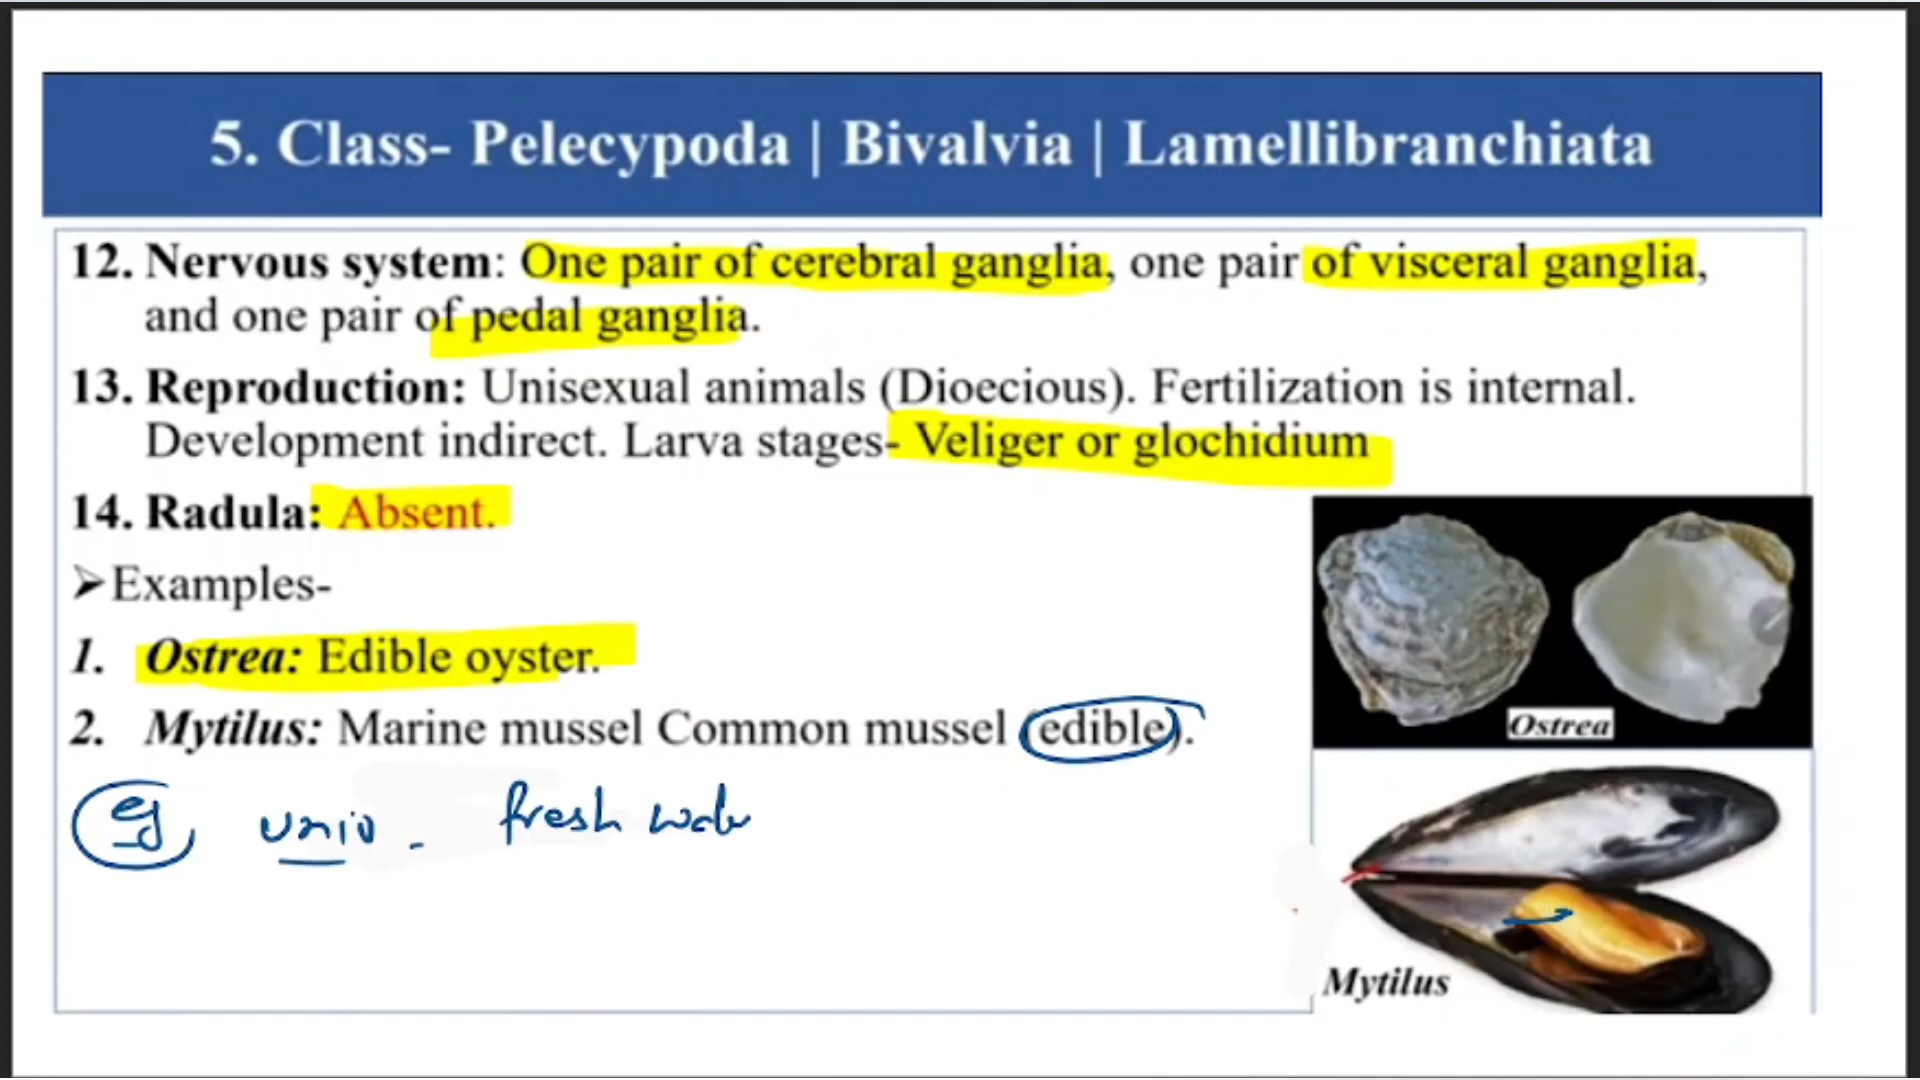 5. Class- Pelecypoda | Bivalvia | Lamellibranchiata
12. Nervous system: One pair of cerebral ganglia, one pair of visceral ganglia,
and one pair of pedal ganglia.
13. Reproduction: Unisexual animals (Dioecious). Fertilization is internal.
Development indirect. Larva stages- Veliger or glochidium
14. Radula: Absent.
➤Examples-
1. Ostrea: Edible oyster.
2. Mytilus: Marine mussel Common mussel (edible).
eg unio - fresh water
Ostrea
Mytilus